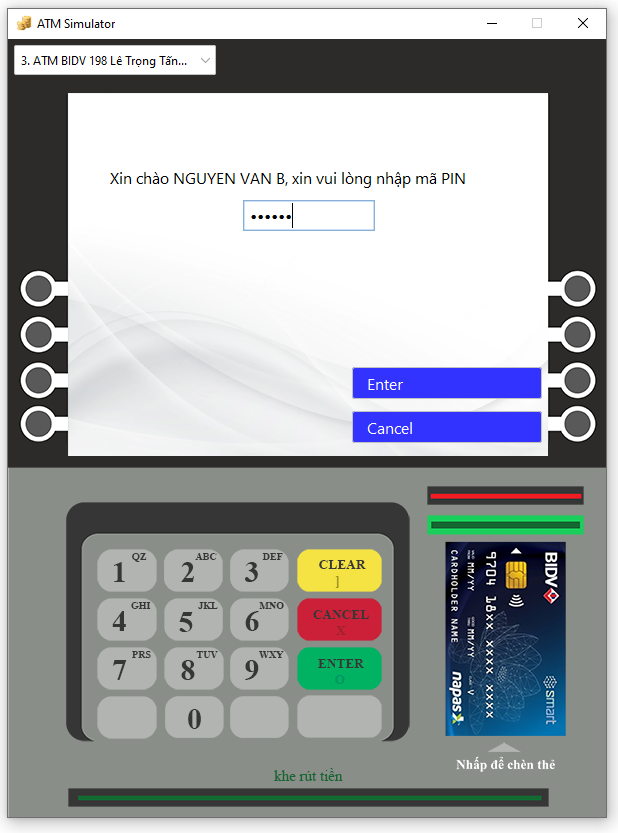 ATM Simulator
3. ATM BIDV 198 Lê Trọng Tấn...
Xin chào NGUYEN VAN B, xin vui lòng nhập mã PIN
••••••
Enter
Cancel
1 QZ
2 ABC
3 DEF
CLEAR
]
4 GHI
5 JKL
6 MNO
CANCEL
X
7 PRS
8 TUV
9 WXY
ENTER
O
0
BIDV
smart
9704 18xx xxxx xxxx
MM/YY
MM/YY
V
CARDHOLDER NAME
napas
Nhấp để chèn thẻ
khe rút tiền